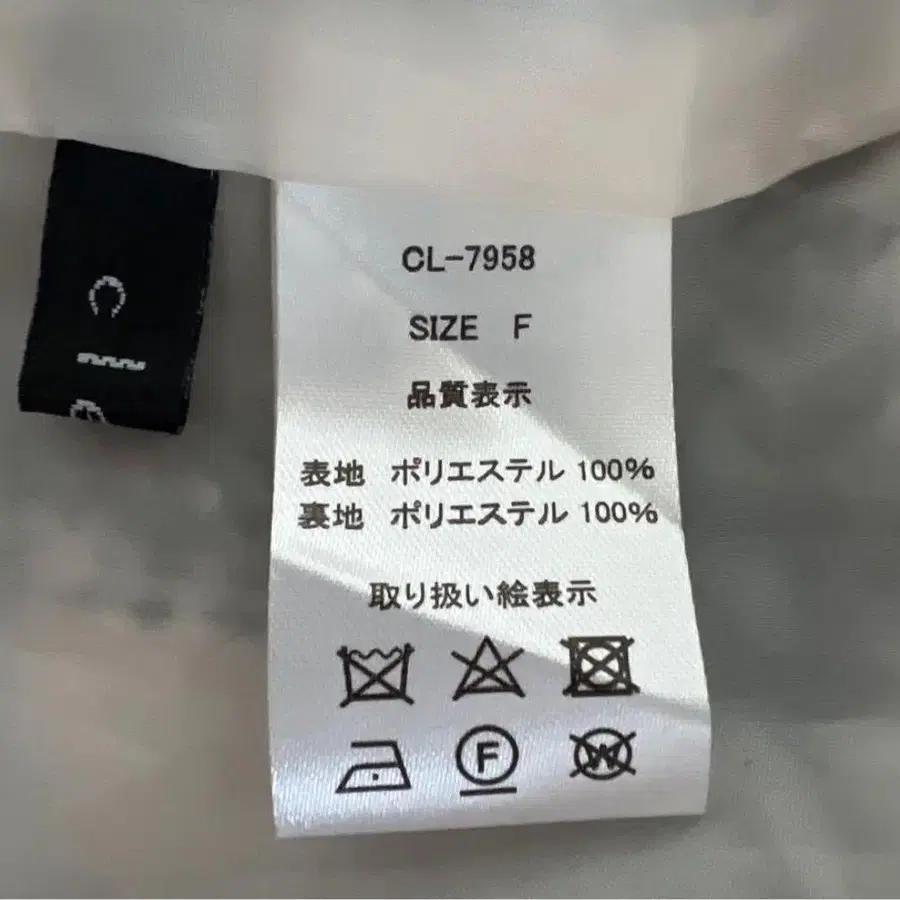 CL-7958
SIZE F
品質表示
表地 ポリエステル 100%
裏地 ポリエステル 100%
取り扱い絵表示
F
W